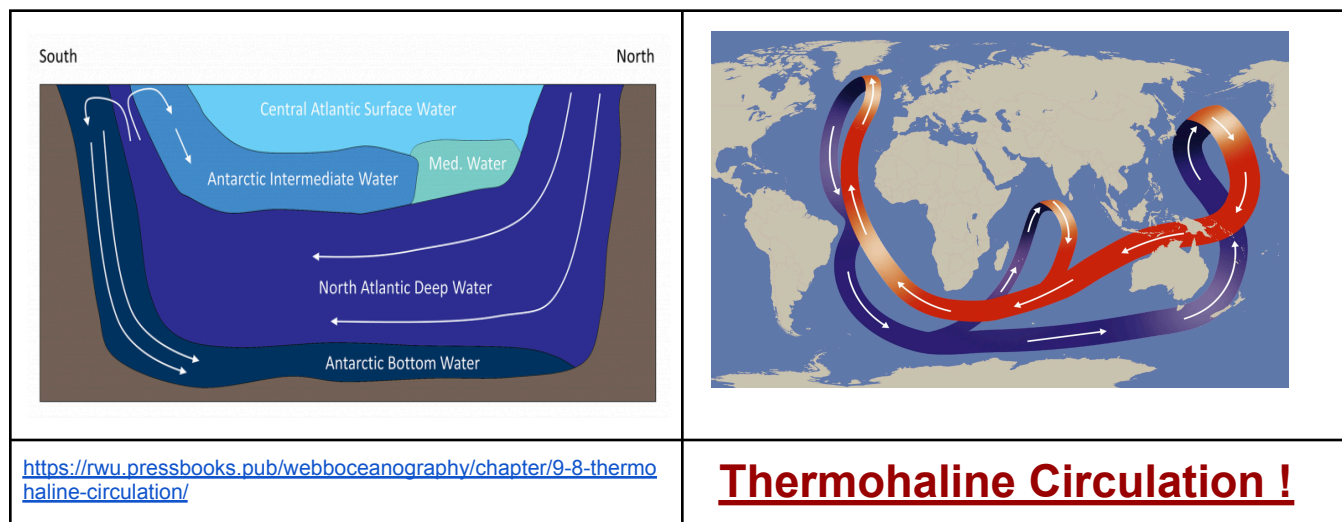 South
North
Central Atlantic Surface Water
Med. Water
Antarctic Intermediate Water
North Atlantic Deep Water
Antarctic Bottom Water
https://rwu.pressbooks.pub/webboceanography/chapter/9-8-thermo
haline-circulation/
Thermohaline Circulation !